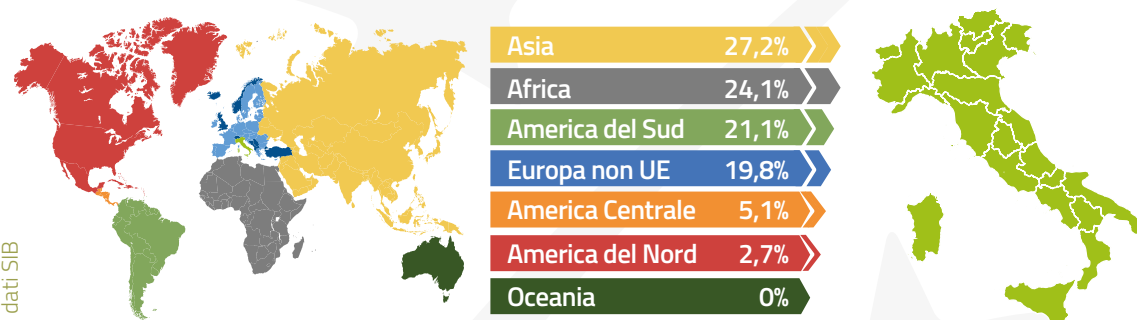 Asia 27,2%
Africa 24,1%
America del Sud 21,1%
Europa non UE 19,8%
America Centrale 5,1%
America del Nord 2,7%
Oceania 0%
dati SIB